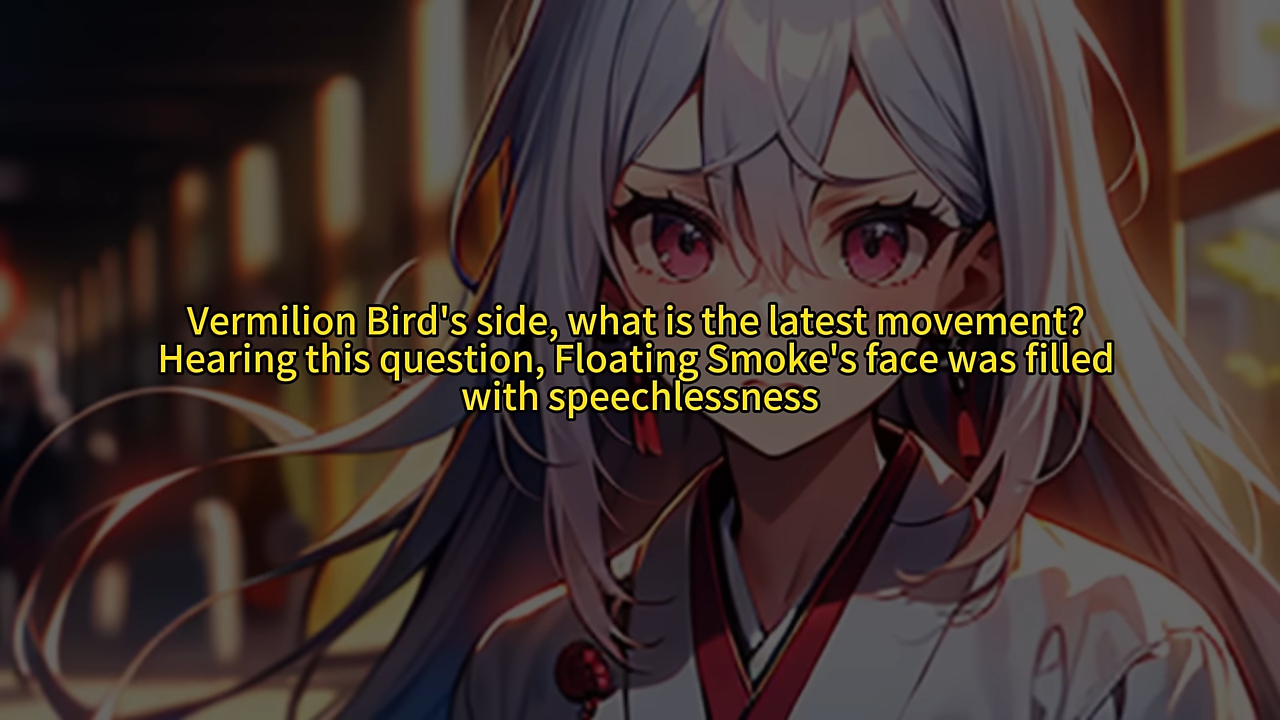 Vermilion Bird's side, what is the latest movement?
Hearing this question, Floating Smoke's face was filled
with speechlessness